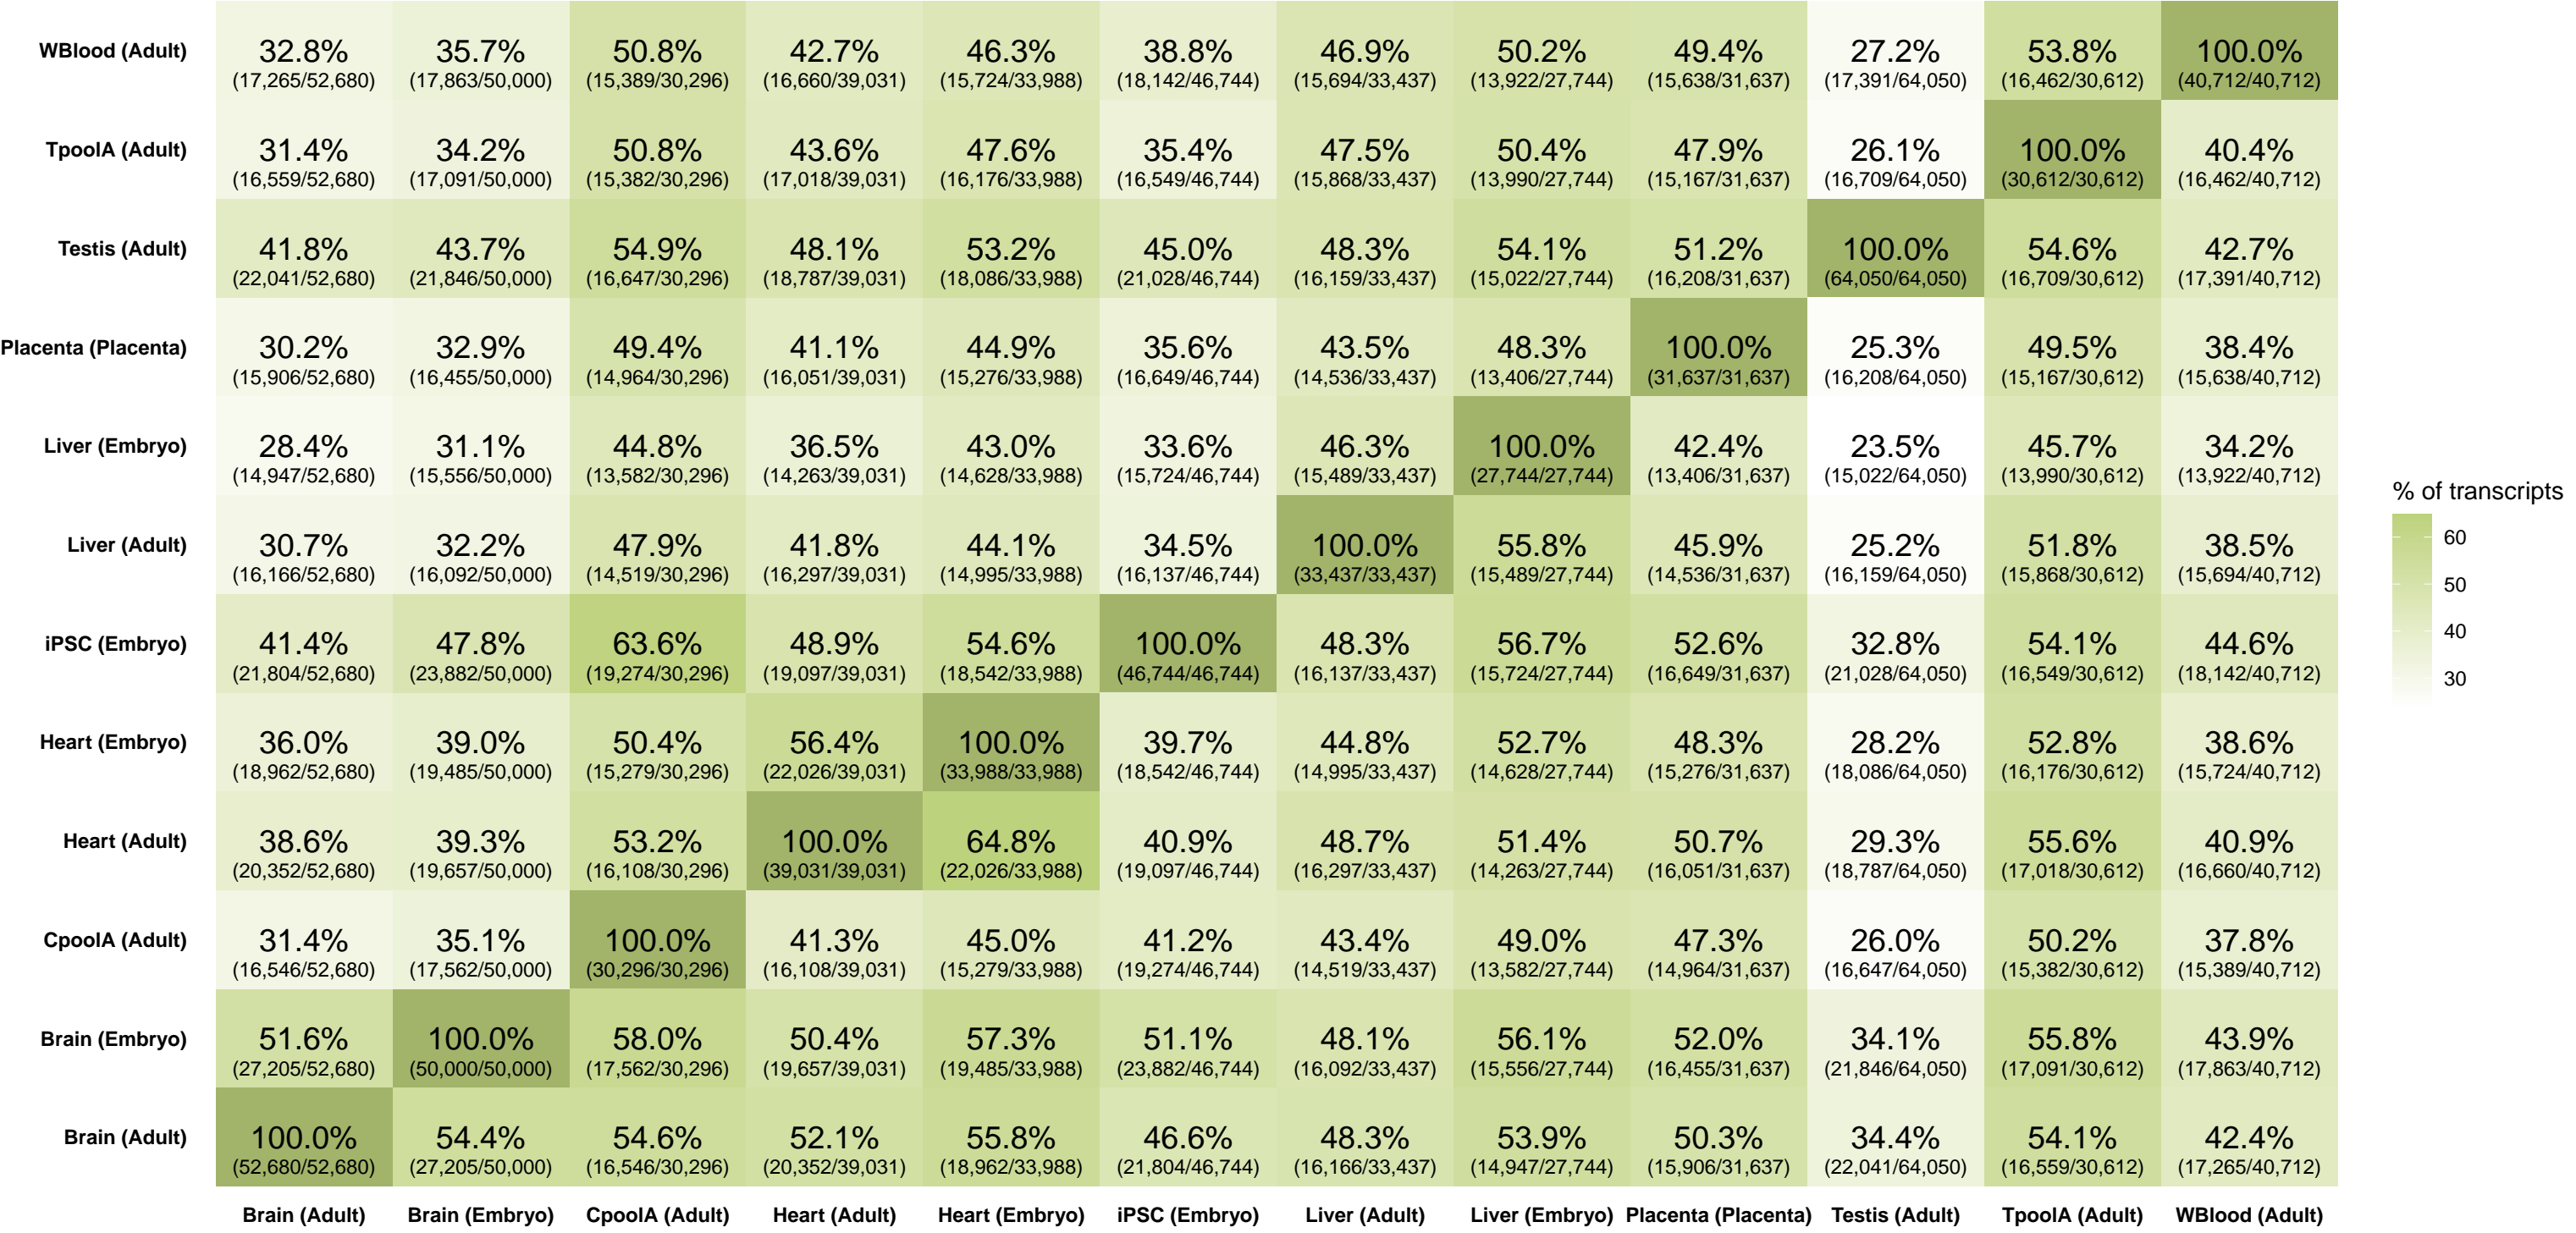 WBlood (Adult) 32.8% 35.7% 50.8% 42.7% 46.3% 38.8% 46.9% 50.2% 49.4% 27.2% 53.8% 100.0%
(17,265/52,680) (17,863/50,000) (15,389/30,296) (16,660/39,031) (15,724/33,988) (18,142/46,744) (15,694/33,437) (13,922/27,744) (15,638/31,637) (17,391/64,050) (16,462/30,612) (40,712/40,712)
TpoolA (Adult) 31.4% 34.2% 50.8% 43.6% 47.6% 35.4% 47.5% 50.4% 47.9% 26.1% 100.0% 40.4%
(16,559/52,680) (17,091/50,000) (15,382/30,296) (17,018/39,031) (16,176/33,988) (16,549/46,744) (15,868/33,437) (13,990/27,744) (15,167/31,637) (16,709/64,050) (30,612/30,612) (16,462/40,712)
Testis (Adult) 41.8% 43.7% 54.9% 48.1% 53.2% 45.0% 48.3% 54.1% 51.2% 100.0% 54.6% 42.7%
(22,041/52,680) (21,846/50,000) (16,647/30,296) (18,787/39,031) (18,086/33,988) (21,028/46,744) (16,159/33,437) (15,022/27,744) (16,208/31,637) (64,050/64,050) (16,709/30,612) (17,391/40,712)
Placenta (Placenta) 30.2% 32.9% 49.4% 41.1% 44.9% 35.6% 43.5% 48.3% 100.0% 25.3% 49.5% 38.4%
(15,906/52,680) (16,455/50,000) (14,964/30,296) (16,051/39,031) (15,276/33,988) (16,649/46,744) (14,536/33,437) (13,406/27,744) (31,637/31,637) (16,208/64,050) (15,167/30,612) (15,638/40,712)
Liver (Embryo) 28.4% 31.1% 44.8% 36.5% 43.0% 33.6% 46.3% 100.0% 42.4% 23.5% 45.7% 34.2%
(14,947/52,680) (15,556/50,000) (13,582/30,296) (14,263/39,031) (14,628/33,988) (15,724/46,744) (15,489/33,437) (27,744/27,744) (13,406/31,637) (15,022/64,050) (13,990/30,612) (13,922/40,712)
Liver (Adult) 30.7% 32.2% 47.9% 41.8% 44.1% 34.5% 100.0% 55.8% 45.9% 25.2% 51.8% 38.5%
(16,166/52,680) (16,092/50,000) (14,519/30,296) (16,297/39,031) (14,995/33,988) (16,137/46,744) (33,437/33,437) (15,489/27,744) (14,536/31,637) (16,159/64,050) (15,868/30,612) (15,694/40,712)
iPSC (Embryo) 41.4% 47.8% 63.6% 48.9% 54.6% 100.0% 48.3% 56.7% 52.6% 32.8% 54.1% 44.6%
(21,804/52,680) (23,882/50,000) (19,274/30,296) (19,097/39,031) (18,542/33,988) (46,744/46,744) (16,137/33,437) (15,724/27,744) (16,649/31,637) (21,028/64,050) (16,549/30,612) (18,142/40,712)
Heart (Embryo) 36.0% 39.0% 50.4% 56.4% 100.0% 39.7% 44.8% 52.7% 48.3% 28.2% 52.8% 38.6%
(18,962/52,680) (19,485/50,000) (15,279/30,296) (22,026/39,031) (33,988/33,988) (18,542/46,744) (14,995/33,437) (14,628/27,744) (15,276/31,637) (18,086/64,050) (16,176/30,612) (15,724/40,712)
Heart (Adult) 38.6% 39.3% 53.2% 100.0% 64.8% 40.9% 48.7% 51.4% 50.7% 29.3% 55.6% 40.9%
(20,352/52,680) (19,657/50,000) (16,108/30,296) (39,031/39,031) (22,026/33,988) (19,097/46,744) (16,297/33,437) (14,263/27,744) (16,051/31,637) (18,787/64,050) (17,018/30,612) (16,660/40,712)
CpoolA (Adult) 31.4% 35.1% 100.0% 41.3% 45.0% 41.2% 43.4% 49.0% 47.3% 26.0% 50.2% 37.8%
(16,546/52,680) (17,562/50,000) (30,296/30,296) (16,108/39,031) (15,279/33,988) (19,274/46,744) (14,519/33,437) (13,582/27,744) (14,964/31,637) (16,647/64,050) (15,382/30,612) (15,389/40,712)
Brain (Embryo) 51.6% 100.0% 58.0% 50.4% 57.3% 51.1% 48.1% 56.1% 52.0% 34.1% 55.8% 43.9%
(27,205/52,680) (50,000/50,000) (17,562/30,296) (19,657/39,031) (19,485/33,988) (23,882/46,744) (16,092/33,437) (15,556/27,744) (16,455/31,637) (21,846/64,050) (17,091/30,612) (17,863/40,712)
Brain (Adult) 100.0% 54.4% 54.6% 52.1% 55.8% 46.6% 48.3% 53.9% 50.3% 34.4% 54.1% 42.4%
(52,680/52,680) (27,205/50,000) (16,546/30,296) (20,352/39,031) (18,962/33,988) (21,804/46,744) (16,166/33,437) (14,947/27,744) (15,906/31,637) (22,041/64,050) (16,559/30,612) (17,265/40,712)
Brain (Adult) Brain (Embryo) CpoolA (Adult) Heart (Adult) Heart (Embryo) iPSC (Embryo) Liver (Adult) Liver (Embryo) Placenta (Placenta) Testis (Adult) TpoolA (Adult) WBlood (Adult)
% of transcripts
60
50
40
30